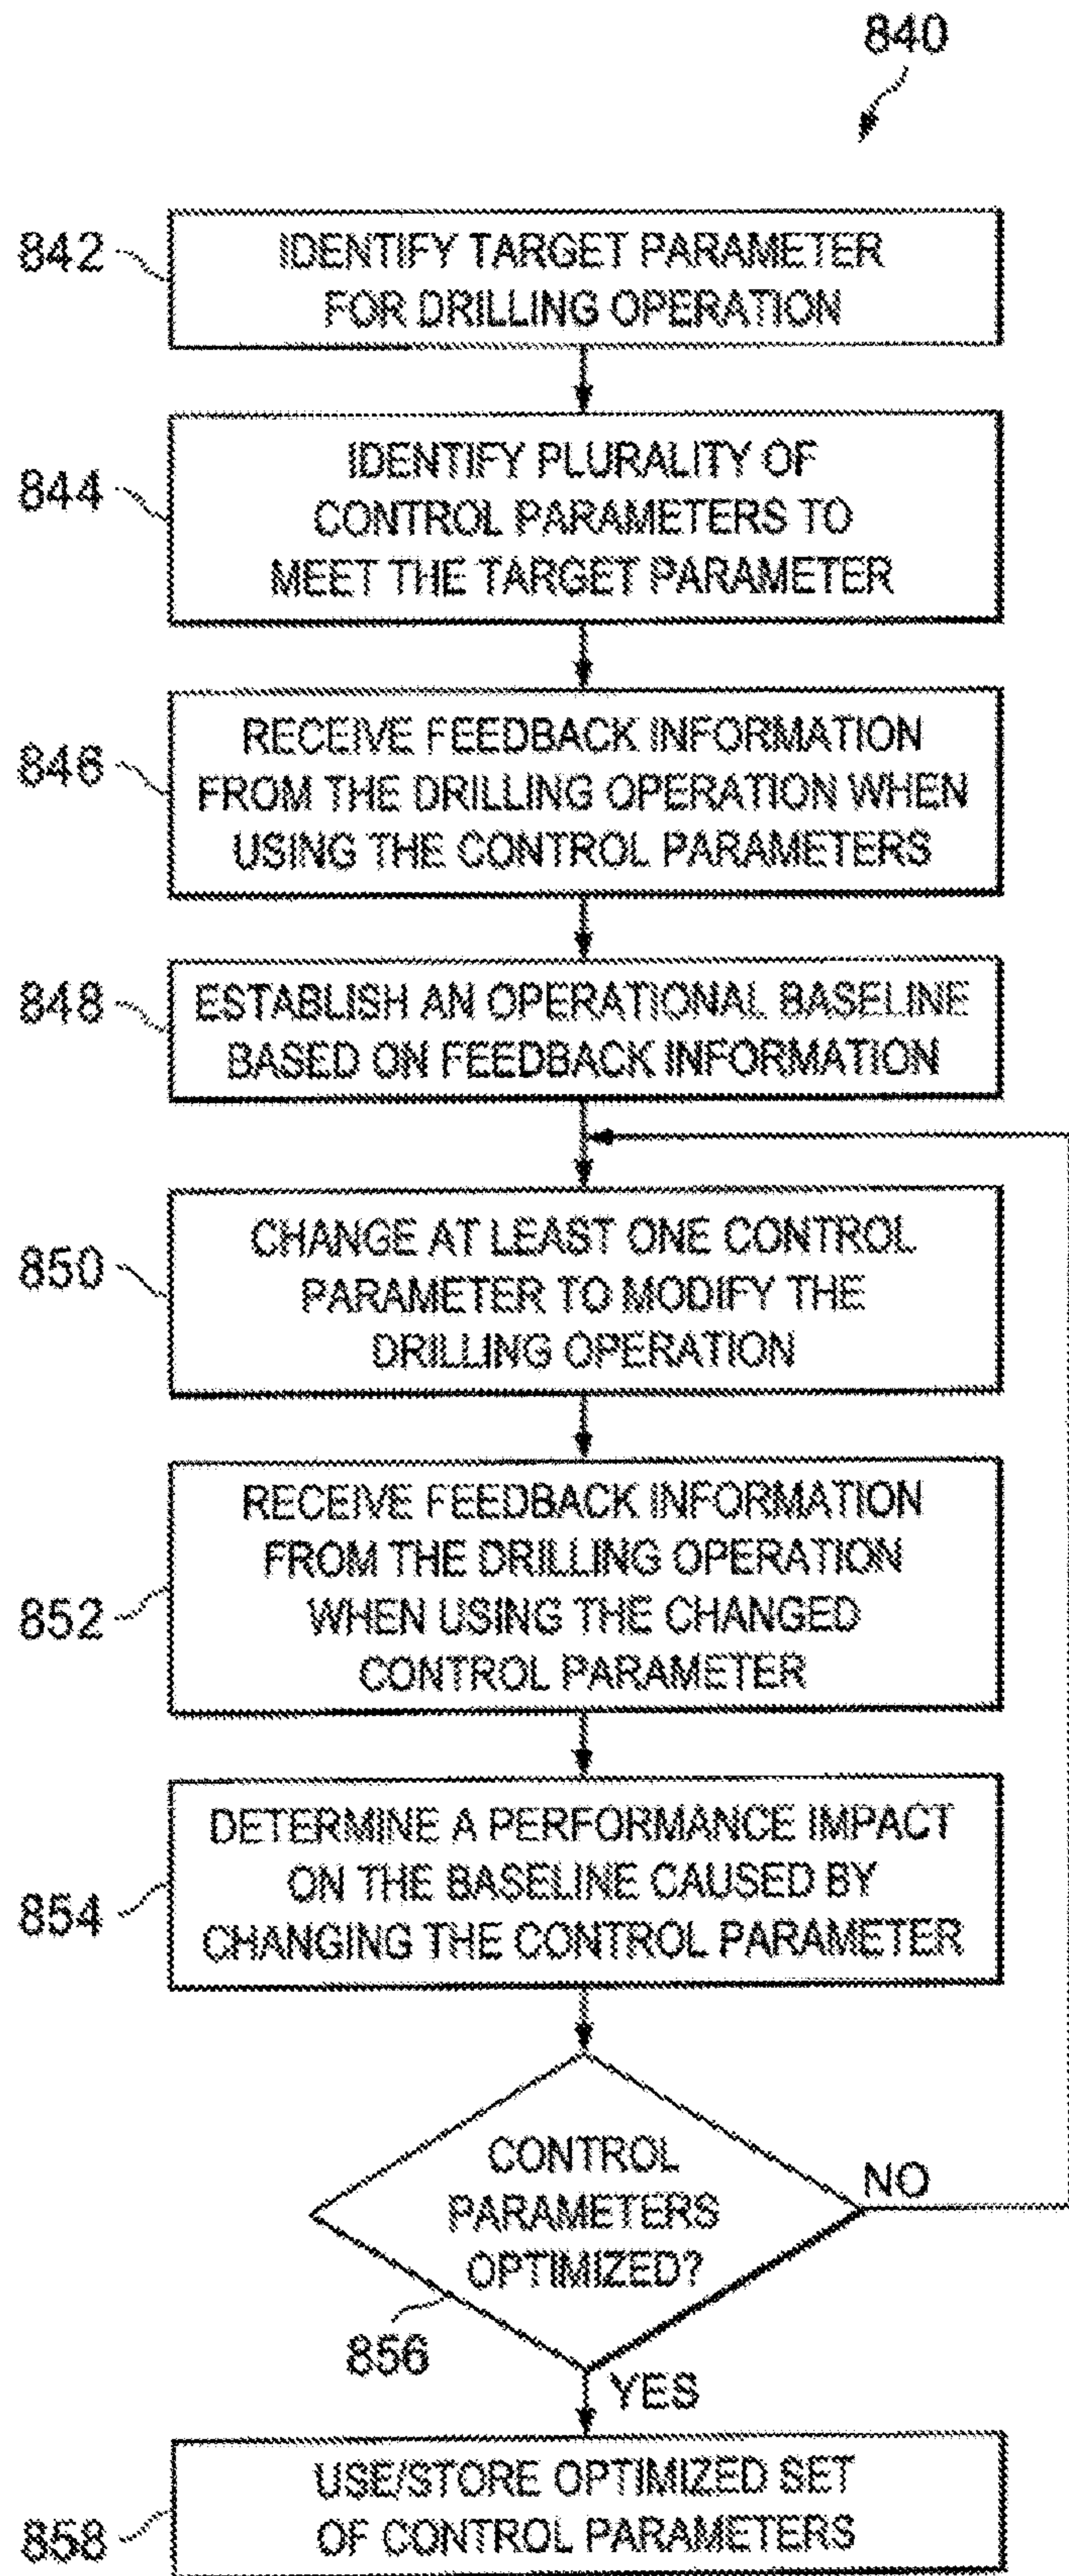 840
842
IDENTIFY TARGET PARAMETER
FOR DRILLING OPERATION
844
IDENTIFY PLURALITY OF
CONTROL PARAMETERS TO
MEET THE TARGET PARAMETER
846
RECEIVE FEEDBACK INFORMATION
FROM THE DRILLING OPERATION WHEN
USING THE CONTROL PARAMETERS
848
ESTABLISH AN OPERATIONAL BASELINE
BASED ON FEEDBACK INFORMATION
850
CHANGE AT LEAST ONE CONTROL
PARAMETER TO MODIFY THE
DRILLING OPERATION
852
RECEIVE FEEDBACK INFORMATION
FROM THE DRILLING OPERATION
WHEN USING THE CHANGED
CONTROL PARAMETER
854
DETERMINE A PERFORMANCE IMPACT
ON THE BASELINE CAUSED BY
CHANGING THE CONTROL PARAMETER
CONTROL
PARAMETERS
OPTIMIZED?
NO
856
YES
858
USE/STORE OPTIMIZED SET
OF CONTROL PARAMETERS